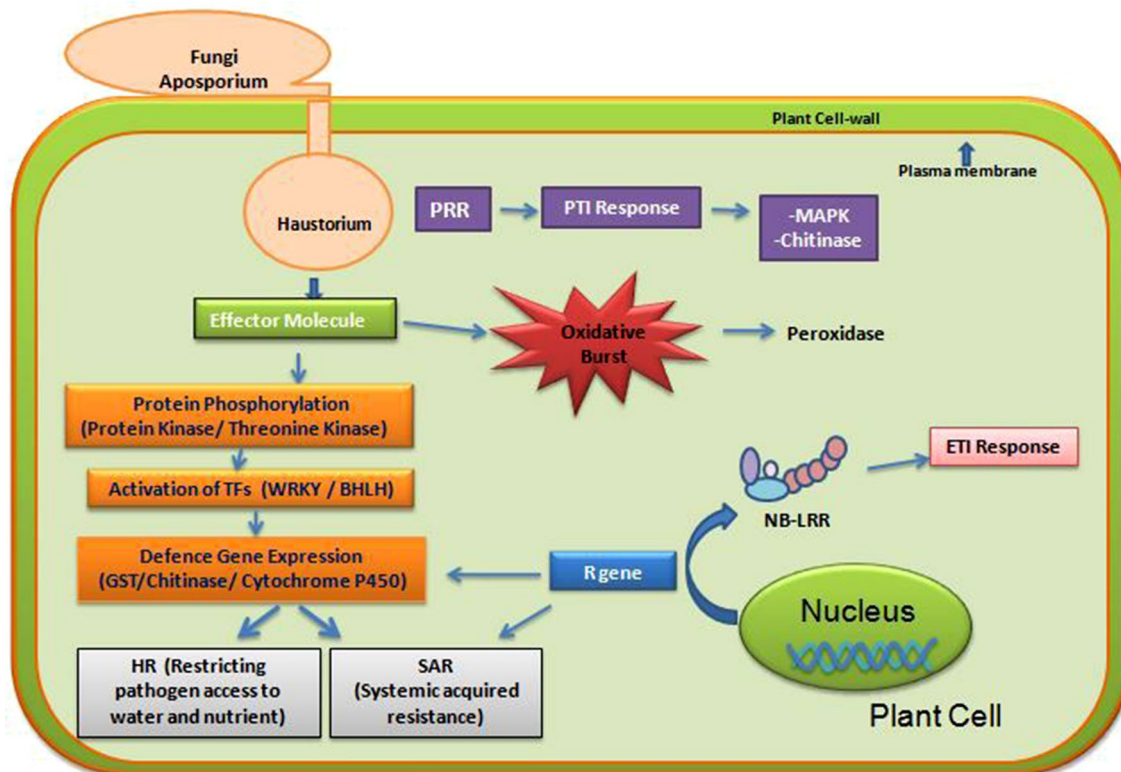 Fungi
Aposporium
Plant Cell-wall
Plasma membrane
Haustorium
PRR
PTI Response
-MAPK
-Chitinase
Effector Molecule
Oxidative
Burst
Peroxidase
Protein Phosphorylation
(Protein Kinase/ Threonine Kinase)
ETI Response
Activation of TFs (WRKY / BHLH)
NB-LRR
Defence Gene Expression
(GST/Chitinase/ Cytochrome P450)
R gene
Nucleus
HR (Restricting
pathogen access to
water and nutrient)
SAR
(Systemic acquired
resistance)
Plant Cell